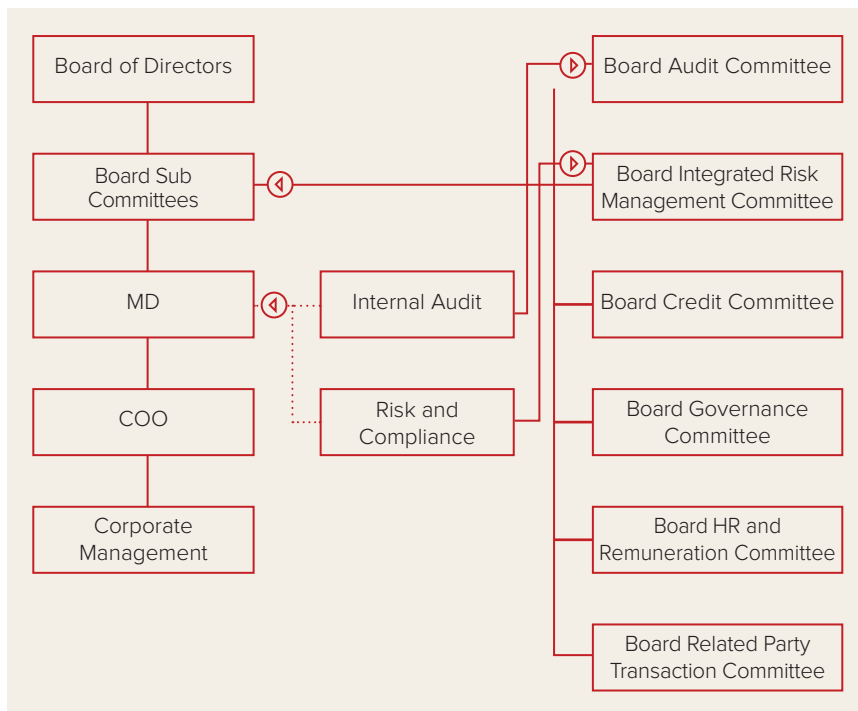 Board of Directors
Board Sub
Committees
MD
COO
Corporate
Management
Internal Audit
Risk and
Compliance
Board Audit Committee
Board Integrated Risk
Management Committee
Board Credit Committee
Board Governance
Committee
Board HR and
Remuneration Committee
Board Related Party
Transaction Committee